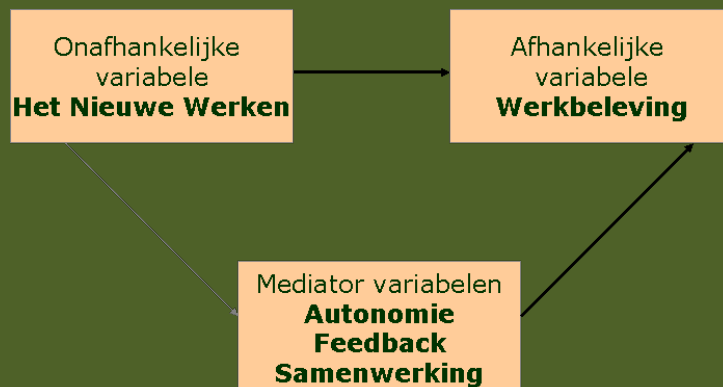 Onafhankelijke
variabele
Het Nieuwe Werken
Afhankelijke
variabele
Werkbeleving
Mediator variabelen
Autonomie
Feedback
Samenwerking